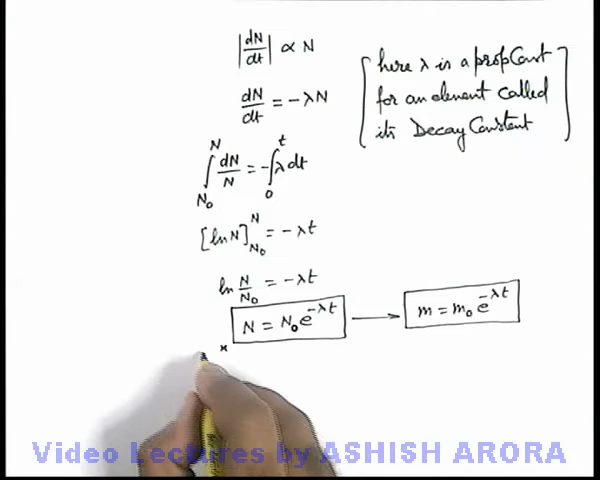 |dN/dt| ∝ N
dN/dt = -λN
∫_{N₀}^{N} dN/N = -∫_{0}^{t} λdt
[ln N]_{N₀}^{N} = -λt
ln N/N₀ = -λt
N = N₀e^{-λt} → m = m₀e^{-λt}
*
[here λ is a prop Const
for an element called
its Decay Constant]
Video Lectures by ASHISH ARORA